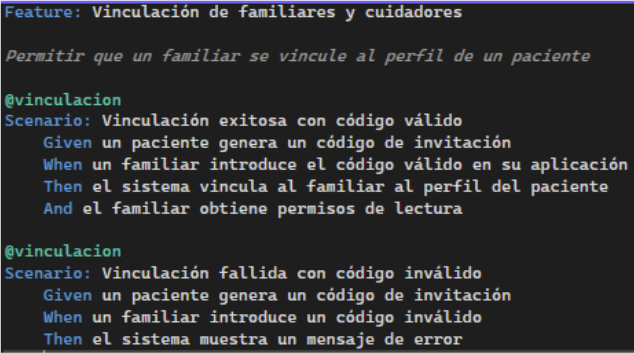 Feature: Vinculación de familiares y cuidadores
Permitir que un familiar se vincule al perfil de un paciente
@vinculacion
Scenario: Vinculación exitosa con código válido
Given un paciente genera un código de invitación
When un familiar introduce el código válido en su aplicación
Then el sistema vincula al familiar al perfil del paciente
And el familiar obtiene permisos de lectura
@vinculacion
Scenario: Vinculación fallida con código inválido
Given un paciente genera un código de invitación
When un familiar introduce un código inválido
Then el sistema muestra un mensaje de error